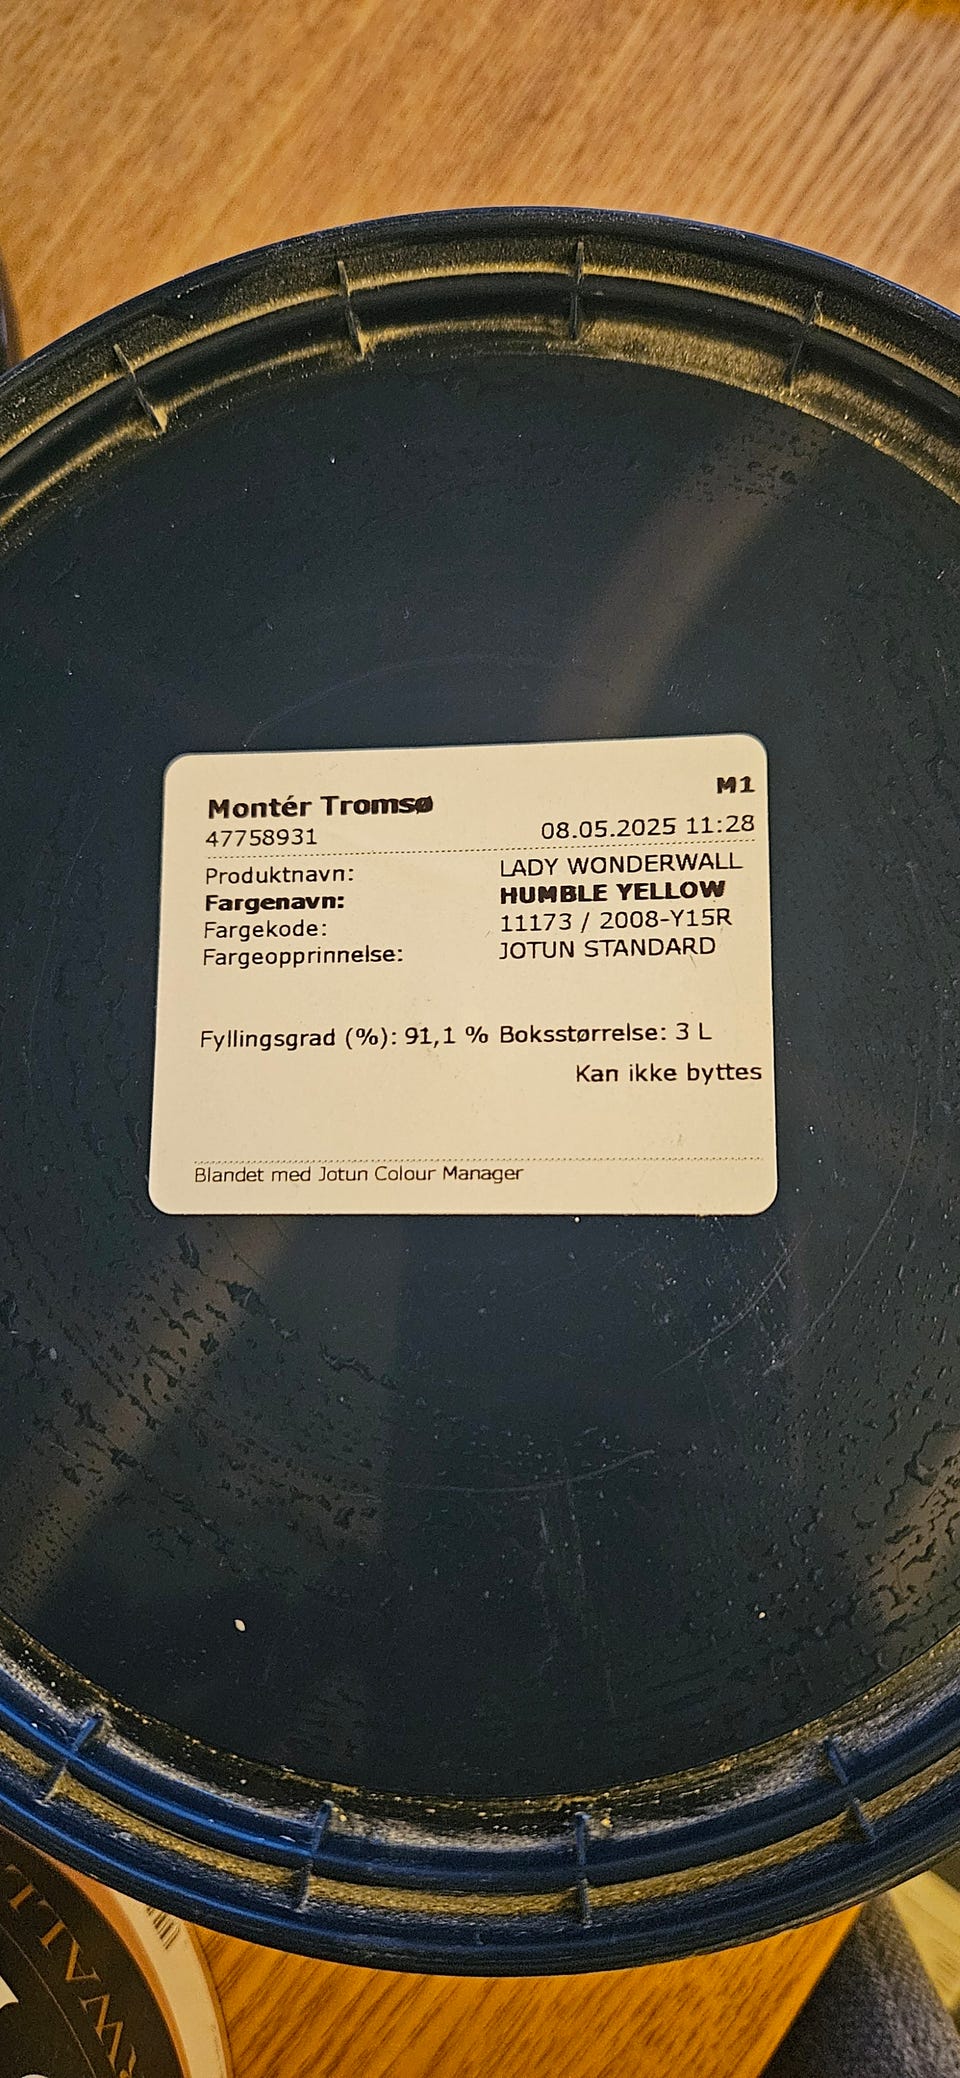 Montér Tromsø
M1
47758931
08.05.2025 11:28
Produktnavn: LADY WONDERWALL
Fargenavn: HUMBLE YELLOW
Fargekode: 11173 / 2008-Y15R
Fargeopprinnelse: JOTUN STANDARD
Fyllingsgrad (%): 91,1 % Boksstørrelse: 3 L
Kan ikke byttes
Blandet med Jotun Colour Manager